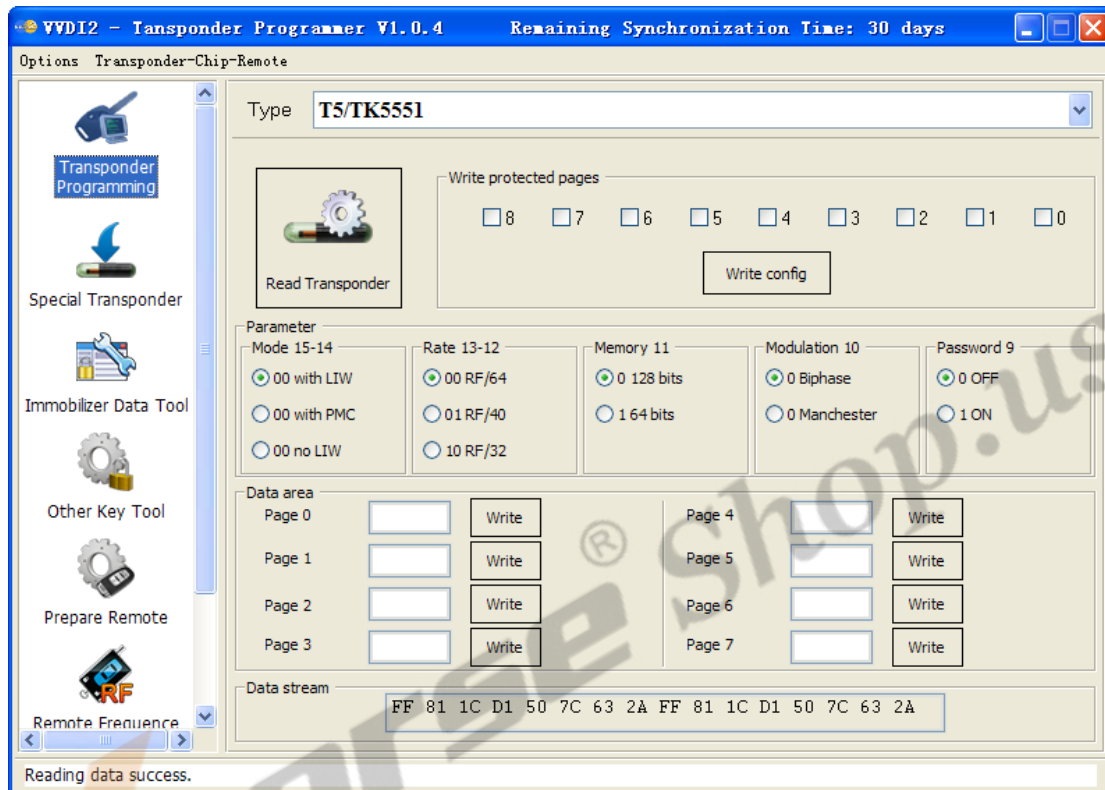 VVDI2 - Tansponder Programmer V1.0.4 Remaining Synchronization Time: 30 days
Options Transponder-Chip-Remote
Transponder
Programming
Special Transponder
Immobilizer Data Tool
Other Key Tool
Prepare Remote
RF
Remote Frequence
Type T5/TK5551
Read Transponder
Write protected pages
8 7 6 5 4 3 2 1 0
Write config
Parameter
Mode 15-14
00 with LIW
00 with PMC
00 no LIW
Rate 13-12
00 RF/64
01 RF/40
10 RF/32
Memory 11
0 128 bits
1 64 bits
Modulation 10
0 Biphase
0 Manchester
Password 9
0 OFF
1 ON
Data area
Page 0 Write Page 4 Write
Page 1 Write Page 5 Write
Page 2 Write Page 6 Write
Page 3 Write Page 7 Write
Data stream
FF 81 1C D1 50 7C 63 2A FF 81 1C D1 50 7C 63 2A
Reading data success.
orse® Shop.us